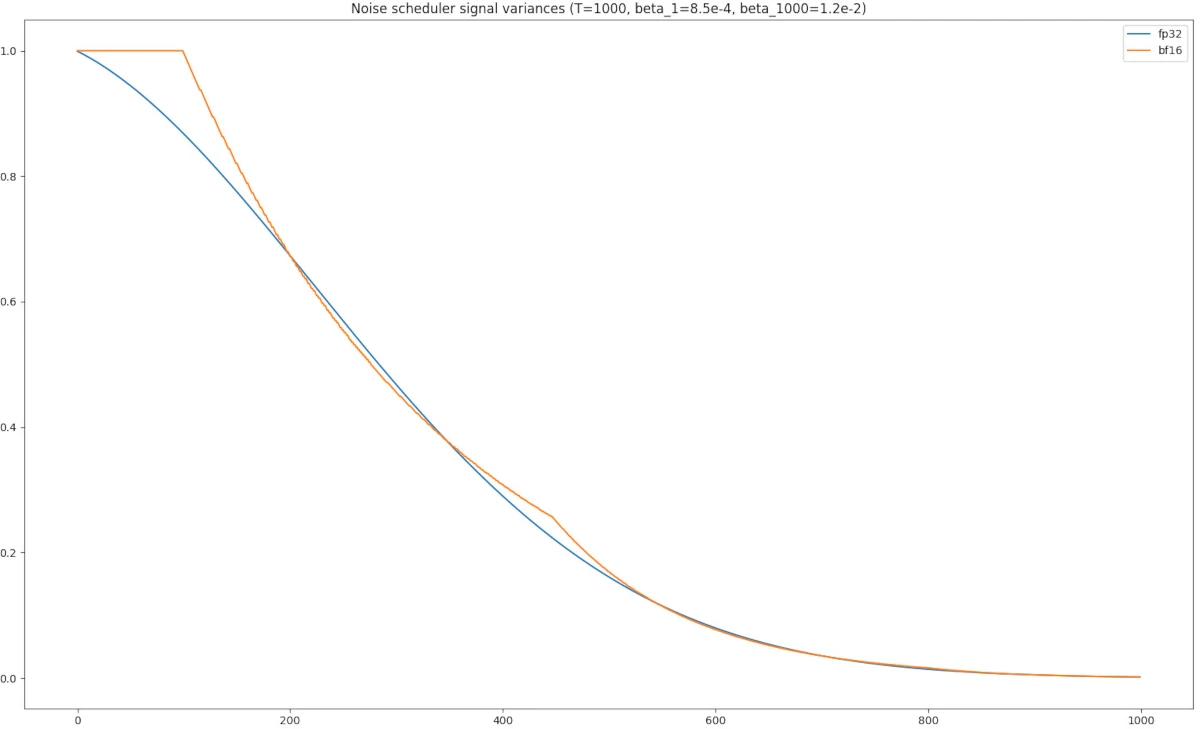 Noise scheduler signal variances (T=1000, beta_1=8.5e-4, beta_1000=1.2e-2)
fp32
bf16
1.0
0.8
0.6
0.4
0.2
0.0
0 200 400 600 800 1000